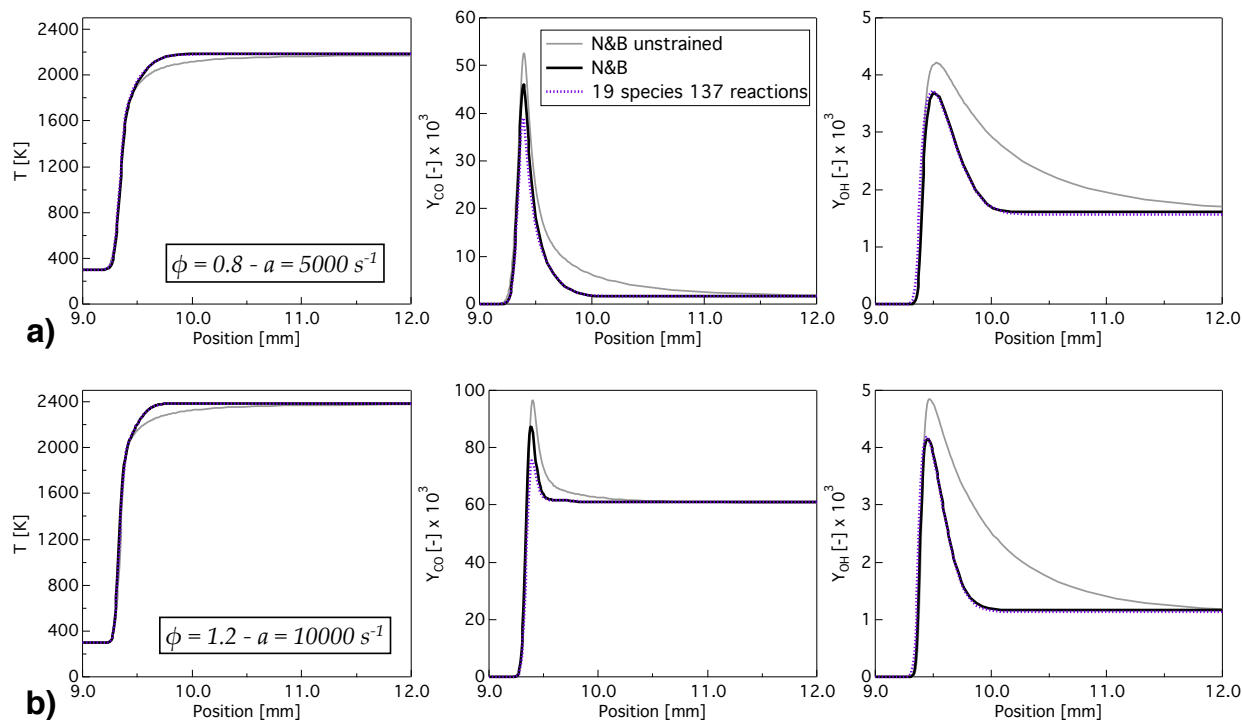 2400
2000
1600
1200
800
400
0
T [K]
ϕ = 0.8 - a = 5000 s⁻¹
9.0 10.0 11.0 12.0
Position [mm]
a)
60
50
40
30
20
10
0
Y_CO [-] x 10³
N&B unstrained
N&B
19 species 137 reactions
9.0 10.0 11.0 12.0
Position [mm]
5
4
3
2
1
0
Y_OH [-] x 10³
9.0 10.0 11.0 12.0
Position [mm]
2400
2000
1600
1200
800
400
0
T [K]
ϕ = 1.2 - a = 10000 s⁻¹
9.0 10.0 11.0 12.0
Position [mm]
b)
100
80
60
40
20
0
Y_CO [-] x 10³
9.0 10.0 11.0 12.0
Position [mm]
5
4
3
2
1
0
Y_OH [-] x 10³
9.0 10.0 11.0 12.0
Position [mm]